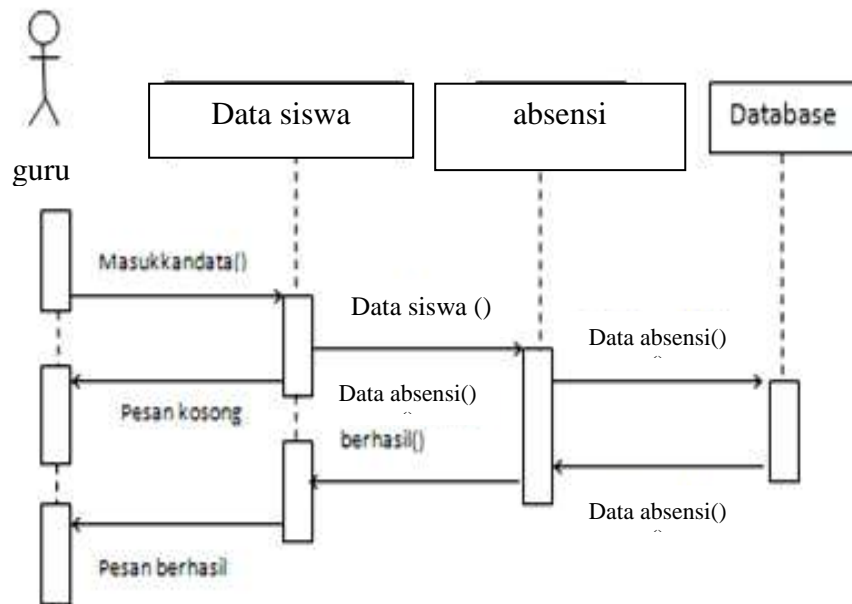 Data siswa
absensi
Database
guru
Masukkandata()
Data siswa ()
Data absensi()
Pesan kosong
Data absensi()
berhasil()
Data absensi()
Pesan berhasil